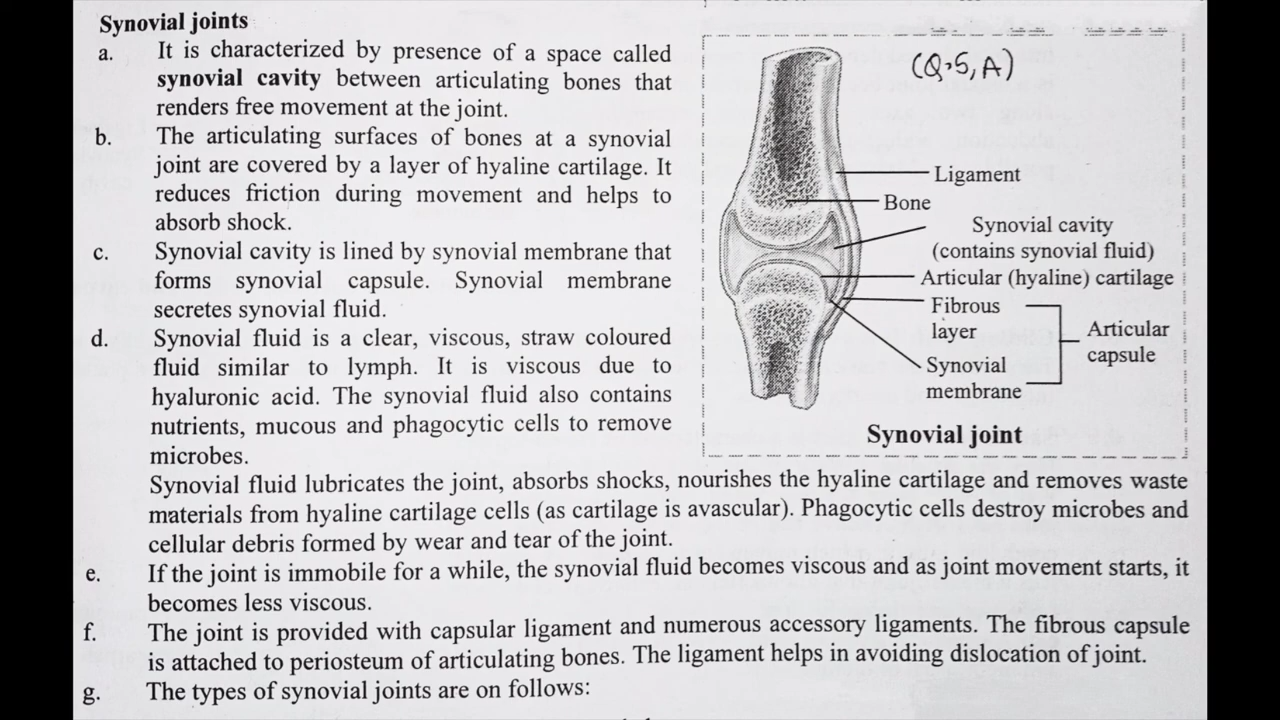 Synovial joints
a. It is characterized by presence of a space called
synovial cavity between articulating bones that
renders free movement at the joint.
b. The articulating surfaces of bones at a synovial
joint are covered by a layer of hyaline cartilage. It
reduces friction during movement and helps to
absorb shock.
c. Synovial cavity is lined by synovial membrane that
forms synovial capsule. Synovial membrane
secretes synovial fluid.
d. Synovial fluid is a clear, viscous, straw coloured
fluid similar to lymph. It is viscous due to
hyaluronic acid. The synovial fluid also contains
nutrients, mucous and phagocytic cells to remove
microbes.
(Q.5, A)
Ligament
Bone
Synovial cavity
(contains synovial fluid)
Articular (hyaline) cartilage
Fibrous
layer
Synovial
membrane
Articular
capsule
Synovial joint
Synovial fluid lubricates the joint, absorbs shocks, nourishes the hyaline cartilage and removes waste
materials from hyaline cartilage cells (as cartilage is avascular). Phagocytic cells destroy microbes and
cellular debris formed by wear and tear of the joint.
e. If the joint is immobile for a while, the synovial fluid becomes viscous and as joint movement starts, it
becomes less viscous.
f. The joint is provided with capsular ligament and numerous accessory ligaments. The fibrous capsule
is attached to periosteum of articulating bones. The ligament helps in avoiding dislocation of joint.
g. The types of synovial joints are on follows: